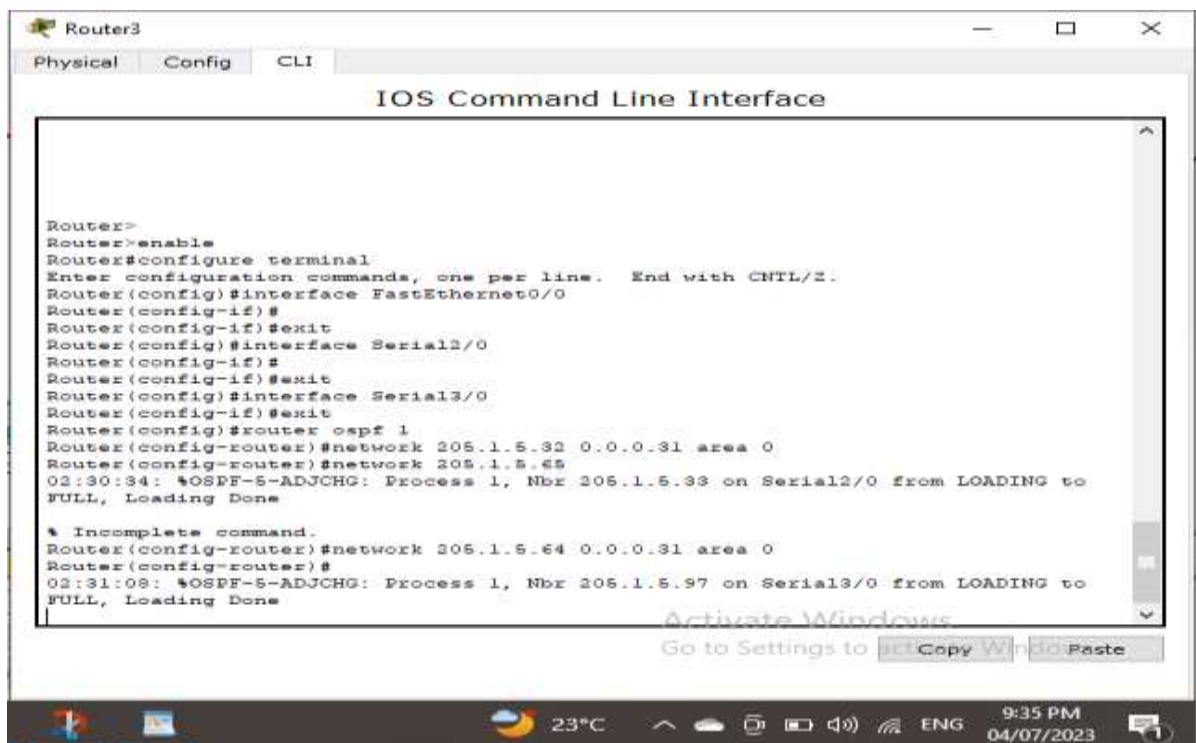 Router3
Physical Config CLI
IOS Command Line Interface
Router>
Router>enable
Router#configure terminal
Enter configuration commands, one per line.  End with CNTL/Z.
Router(config)#interface FastEthernet0/0
Router(config-if)#
Router(config-if)#exit
Router(config)#interface Serial2/0
Router(config-if)#
Router(config-if)#exit
Router(config)#interface Serial3/0
Router(config-if)#exit
Router(config)#router ospf 1
Router(config-router)#network 205.1.5.32 0.0.0.31 area 0
Router(config-router)#network 205.1.5.65
02:30:34: %OSPF-5-ADJCHG: Process 1, Nbr 205.1.5.33 on Serial2/0 from LOADING to
FULL, Loading Done
% Incomplete command.
Router(config-router)#network 205.1.5.64 0.0.0.31 area 0
Router(config-router)#
02:31:08: %OSPF-5-ADJCHG: Process 1, Nbr 205.1.5.97 on Serial3/0 from LOADING to
FULL, Loading Done
Activate Windows
Go to Settings to
Copy Paste
23°C ENG 9:35 PM
04/07/2023
1